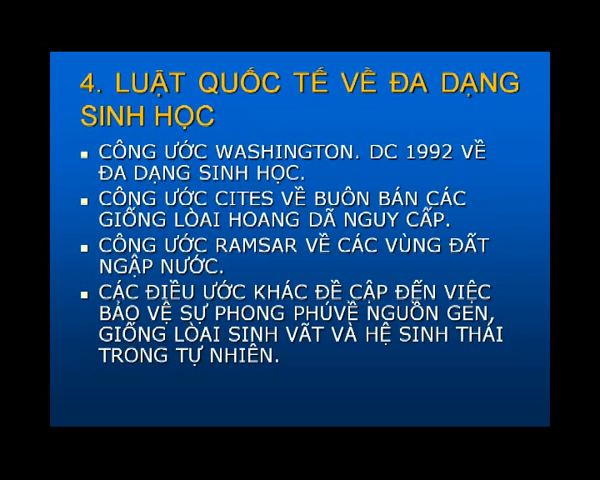 4. LUẬT QUỐC TẾ VỀ ĐA DẠNG
SINH HỌC
CÔNG ƯỚC WASHINGTON. DC 1992 VỀ
ĐA DẠNG SINH HỌC.
CÔNG ƯỚC CITES VỀ BUÔN BÁN CÁC
GIỐNG LÒAI HOANG DÃ NGUY CẤP.
CÔNG ƯỚC RAMSAR VỀ CÁC VÙNG ĐẤT
NGẬP NƯỚC.
CÁC ĐIỀU ƯỚC KHÁC ĐỀ CẬP ĐẾN VIỆC
BẢO VỆ SỰ PHONG PHÚVỀ NGUỒN GEN,
GIỐNG LÒAI SINH VẪT VÀ HỆ SINH THÁI
TRONG TỰ NHIÊN.